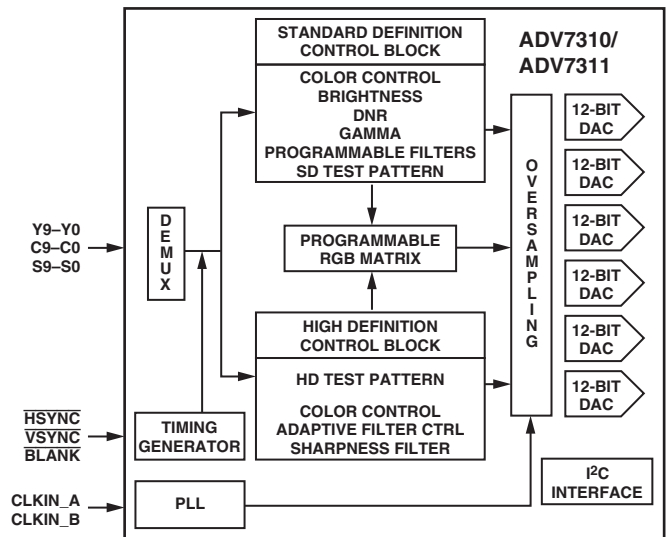 STANDARD DEFINITION
CONTROL BLOCK
COLOR CONTROL
BRIGHTNESS
DNR
GAMMA
PROGRAMMABLE FILTERS
SD TEST PATTERN
ADV7310/
ADV7311
Y9–Y0
C9–C0
S9–S0
DEMUX
PROGRAMMABLE
RGB MATRIX
OVERSAMPLING
12-BIT
DAC
12-BIT
DAC
12-BIT
DAC
12-BIT
DAC
12-BIT
DAC
12-BIT
DAC
HIGH DEFINITION
CONTROL BLOCK
HD TEST PATTERN
COLOR CONTROL
ADAPTIVE FILTER CTRL
SHARPNESS FILTER
HSYNC
VSYNC
BLANK
TIMING
GENERATOR
CLKIN_A
CLKIN_B
PLL
I2C
INTERFACE